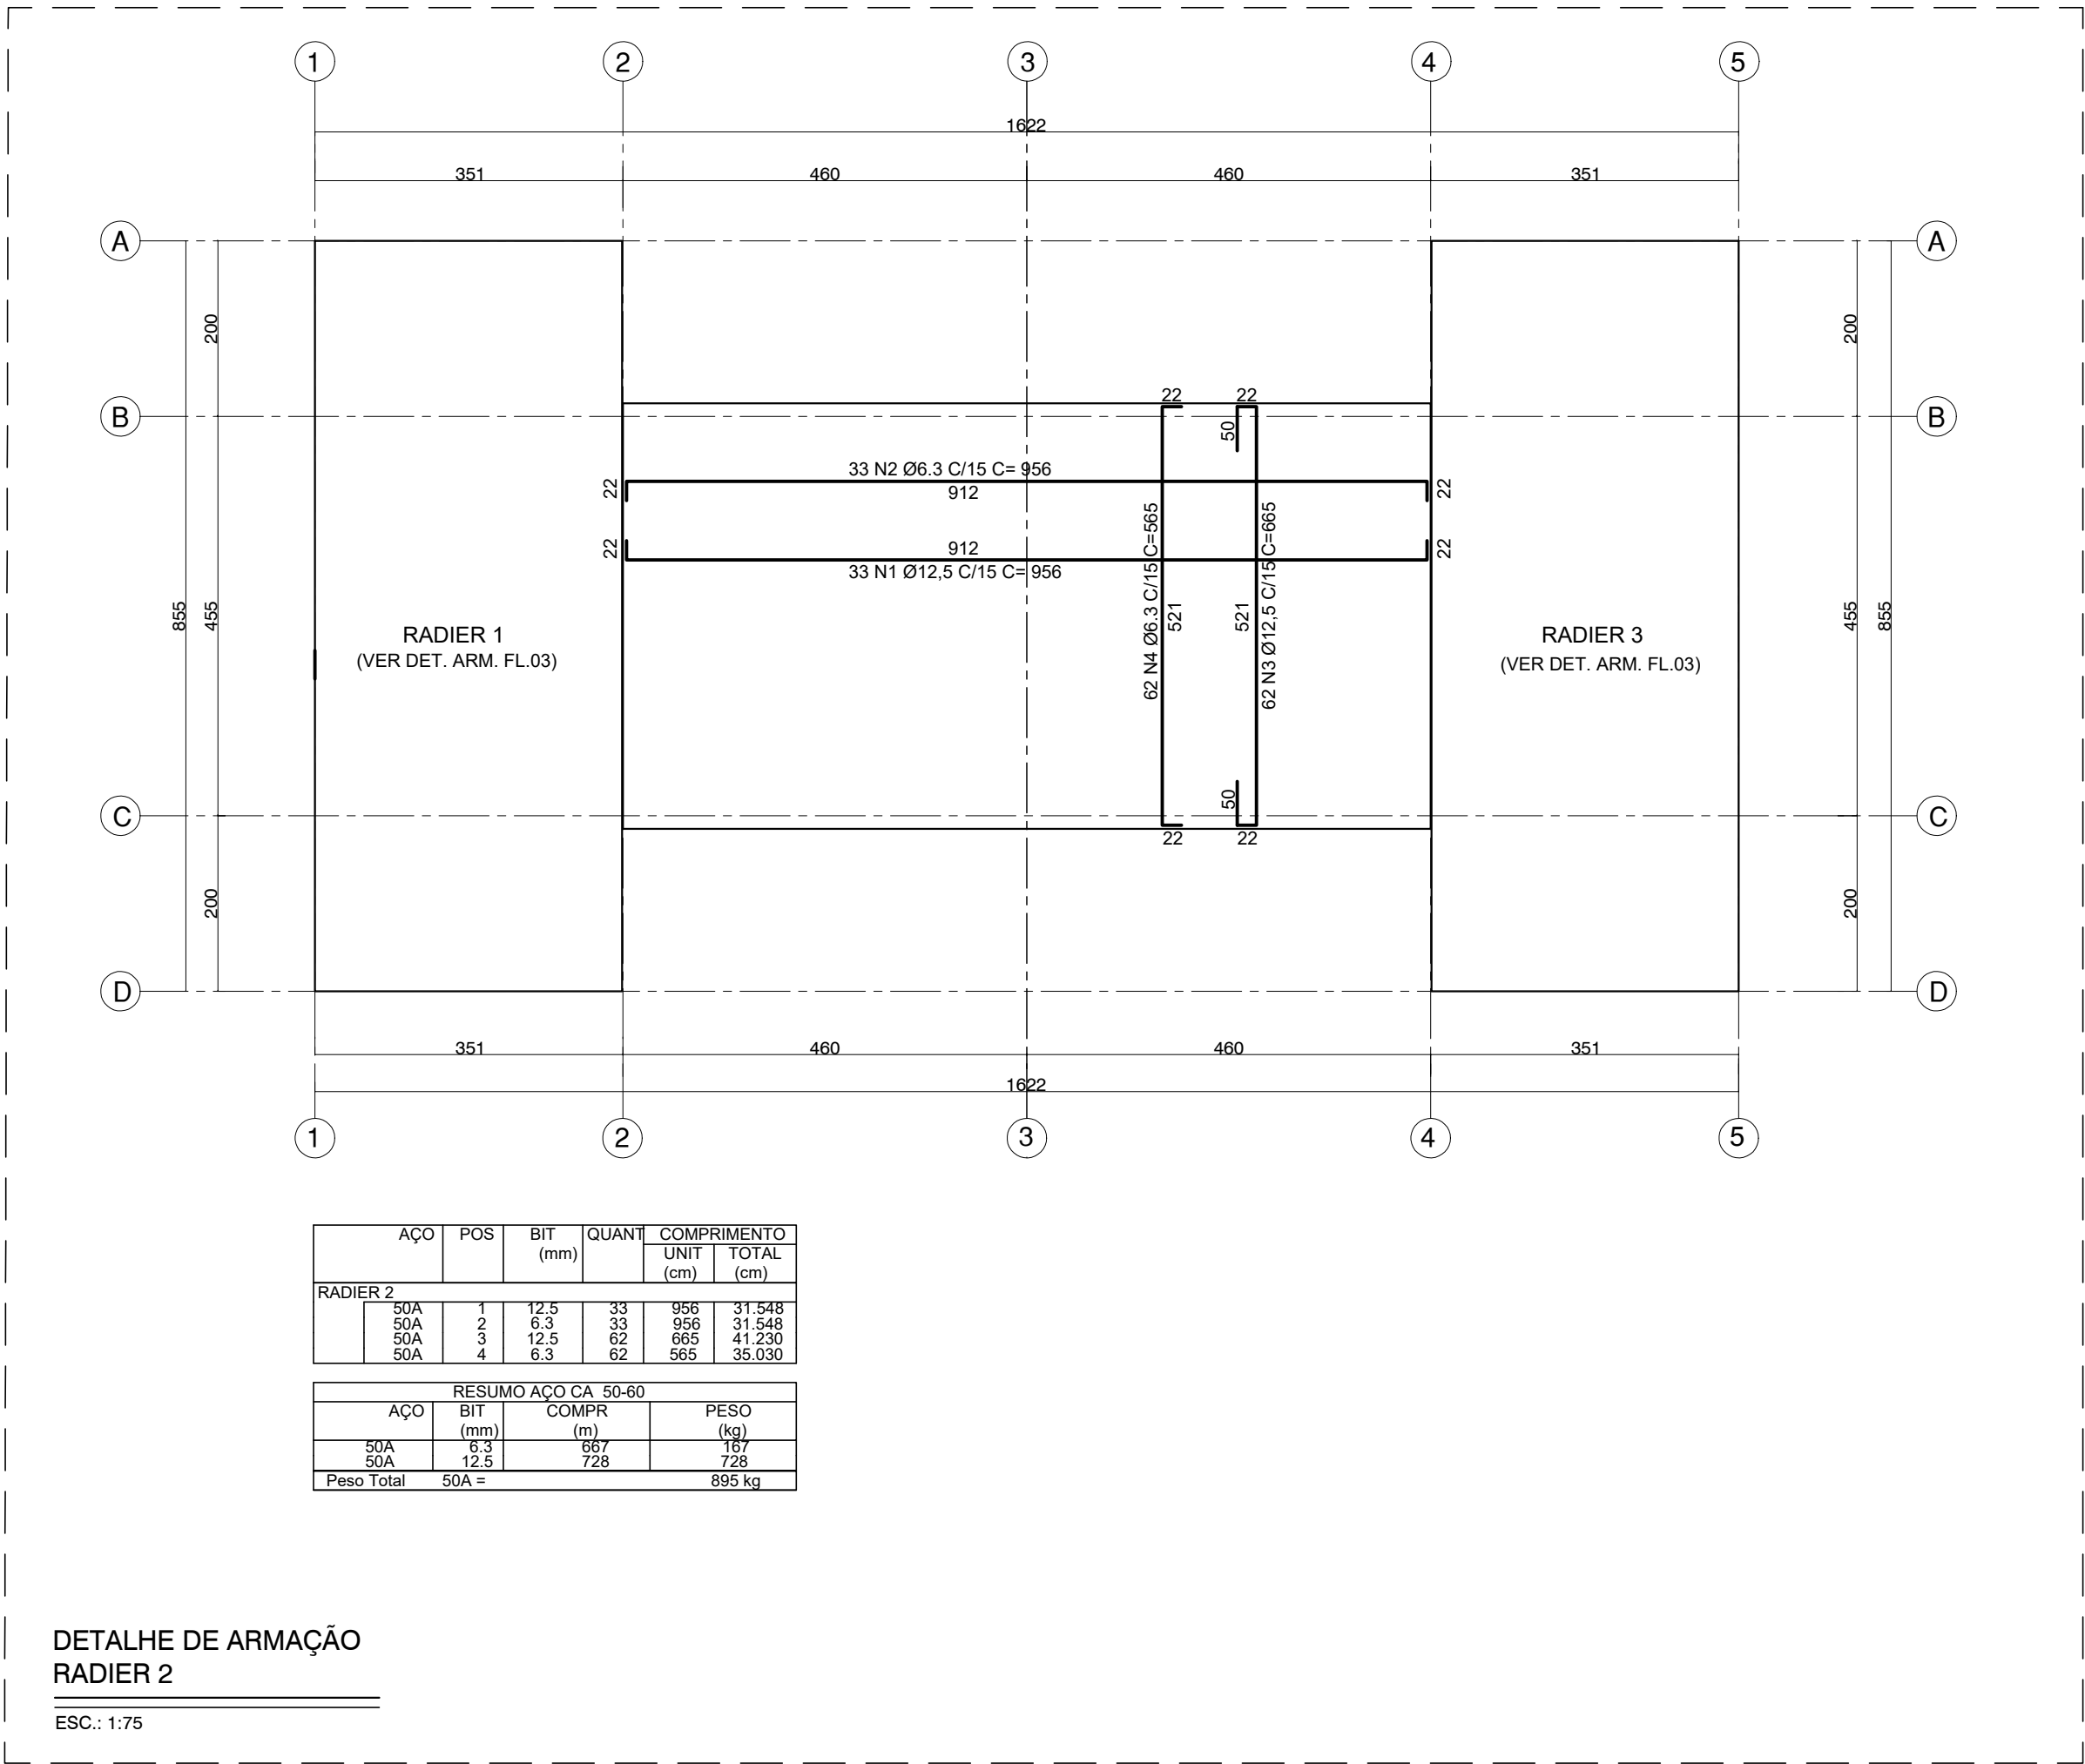 1 2 3 4 5
1622
351 460 460 351
A A
200 200
22 22
B B
50
33 N2 Ø6.3 C/15 C= 956
22 912 22
62 N4 Ø6.3 C/15 C=565
521
521
62 N3 Ø12,5 C/15 C=665
22 912 22
33 N1 Ø12,5 C/15 C= 956
855 455 455 855
RADIER 1
(VER DET. ARM. FL.03)
RADIER 3
(VER DET. ARM. FL.03)
50
C C
22 22
200 200
D D
351 460 460 351
1622
1 2 3 4 5
AÇO POS BIT QUANT COMPRIMENTO
(mm) UNIT TOTAL
(cm) (cm)
RADIER 2
50A 1 12.5 33 956 31.548
50A 2 6.3 33 956 31.548
50A 3 12.5 62 665 41.230
50A 4 6.3 62 565 35.030
RESUMO AÇO CA 50-60
AÇO BIT COMPR PESO
(mm) (m) (kg)
50A 6.3 667 167
50A 12.5 728 728
Peso Total 50A = 895 kg
DETALHE DE ARMAÇÃO
RADIER 2
ESC.: 1:75